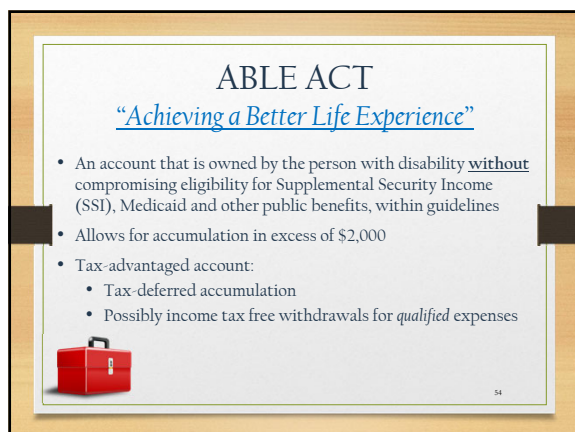 ABLE ACT
“Achieving a Better Life Experience”
• An account that is owned by the person with disability without
compromising eligibility for Supplemental Security Income
(SSI), Medicaid and other public benefits, within guidelines
• Allows for accumulation in excess of $2,000
• Tax-advantaged account:
• Tax-deferred accumulation
• Possibly income tax free withdrawals for qualified expenses
54